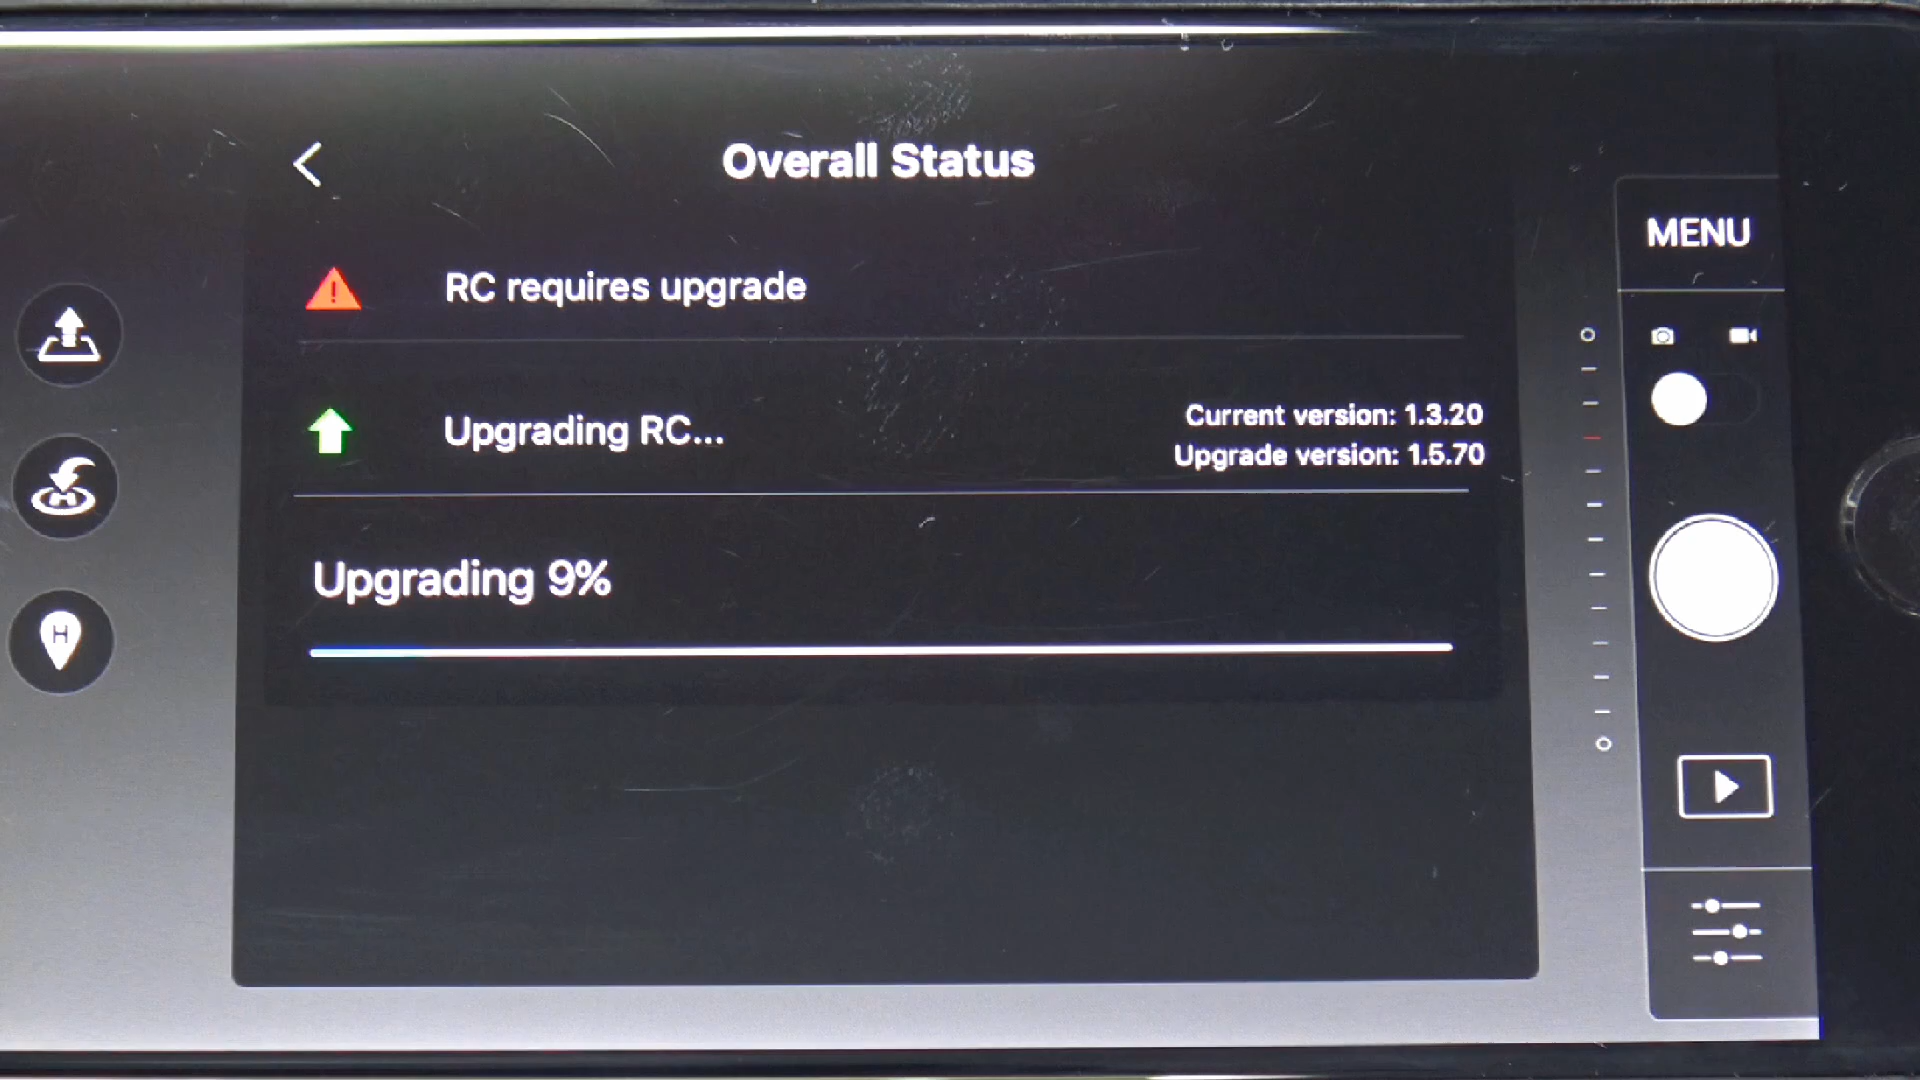 Overall Status
MENU
RC requires upgrade
Upgrading RC...
Current version: 1.3.20
Upgrade version: 1.5.70
Upgrading 9%
H
H